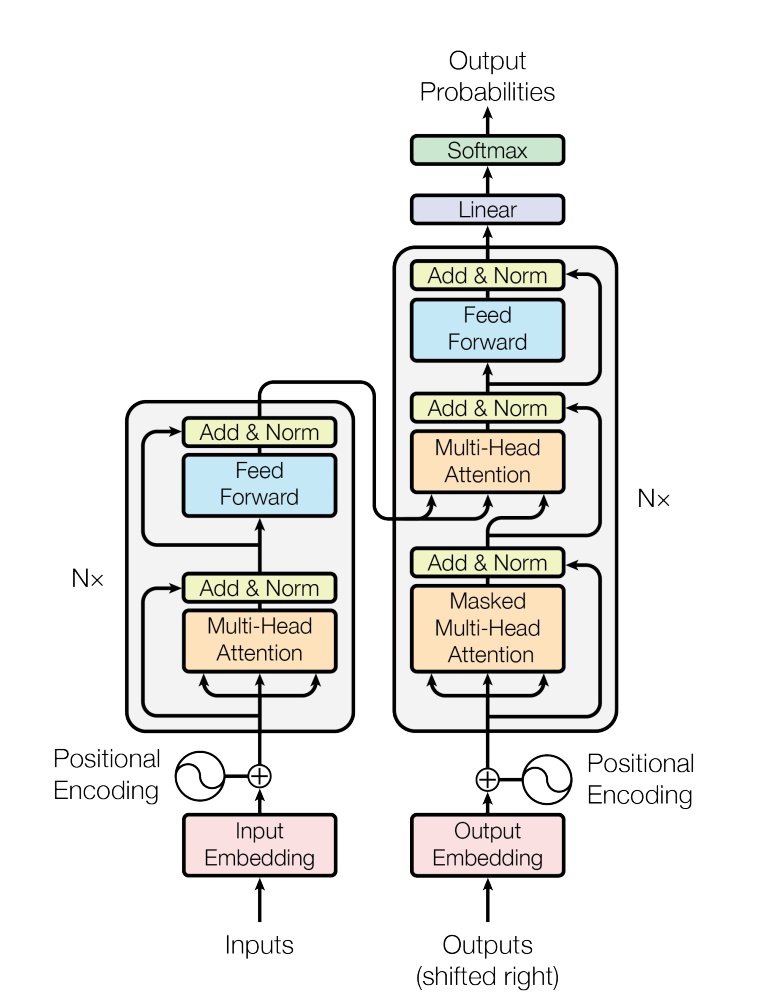 Output
Probabilities
Softmax
Linear
Add & Norm
Feed
Forward
Add & Norm
Multi-Head
Attention
N×
Add & Norm
Masked
Multi-Head
Attention
Add & Norm
Feed
Forward
N×
Add & Norm
Multi-Head
Attention
Positional
Encoding
Positional
Encoding
Input
Embedding
Output
Embedding
Inputs
Outputs
(shifted right)